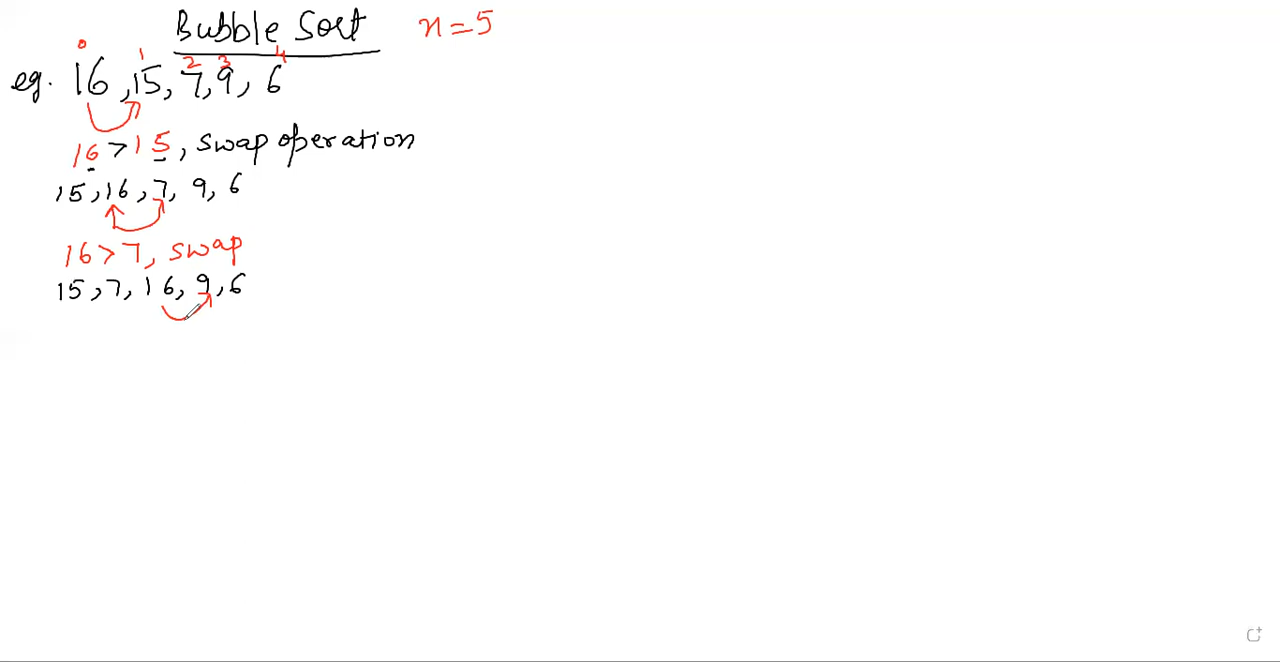 Bubble Sort n=5
0 1 2 3 4
eg. 16, 15, 7, 9, 6
16 > 15, swap operation
15, 16, 7, 9, 6
16 > 7, swap
15, 7, 16, 9, 6